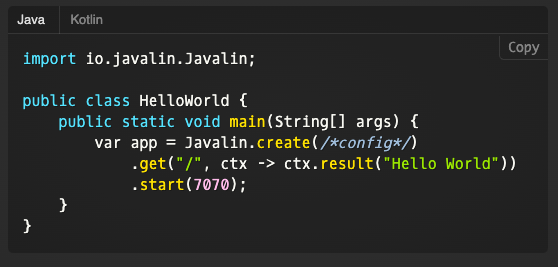 Java Kotlin
Copy
import io.javalin.Javalin;
public class HelloWorld {
    public static void main(String[] args) {
        var app = Javalin.create(/*config*/)
            .get("/", ctx -> ctx.result("Hello World"))
            .start(7070);
    }
}